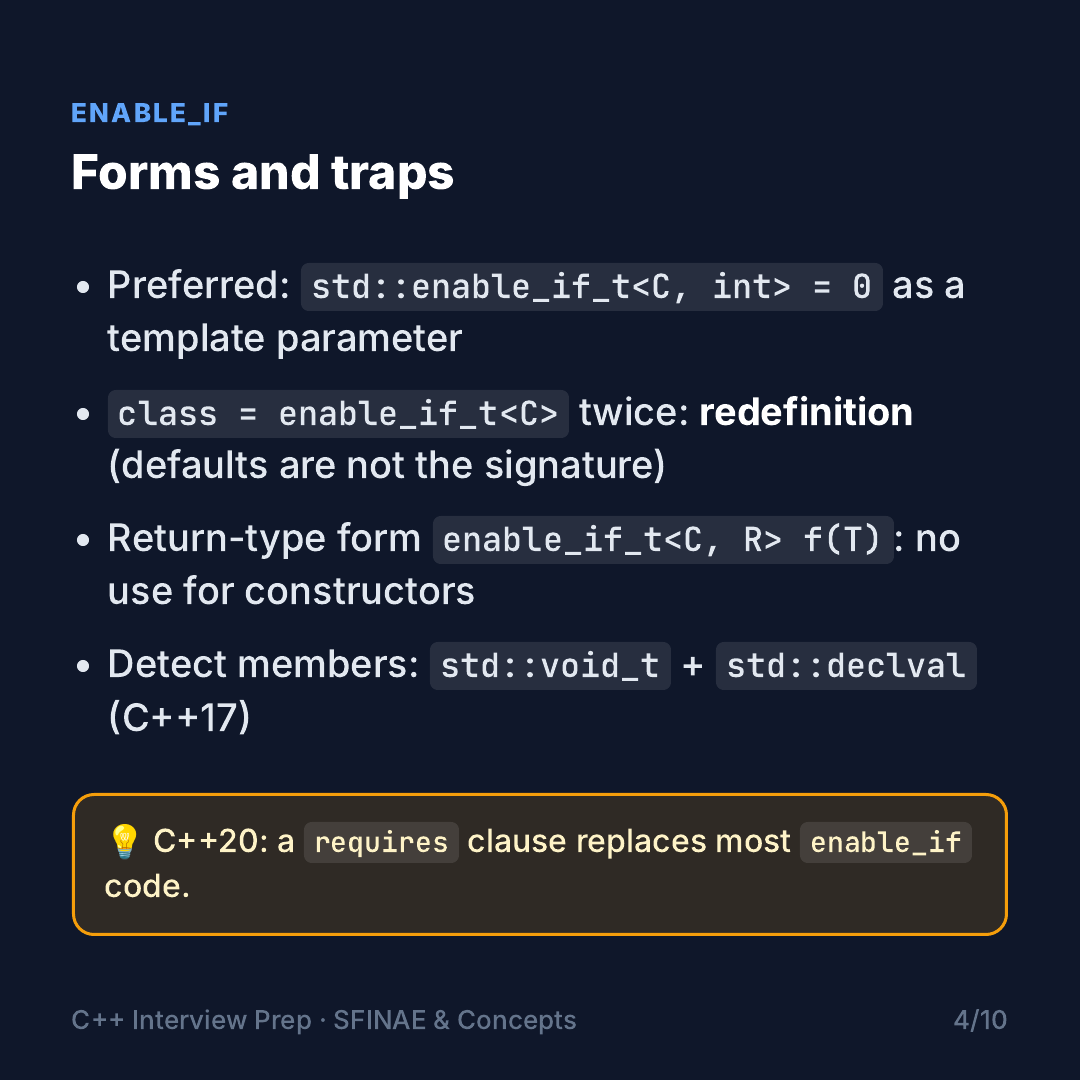 ENABLE_IF
Forms and traps
• Preferred: std::enable_if_t<C, int> = 0 as a
template parameter
• class = enable_if_t<C> twice: redefinition
(defaults are not the signature)
• Return-type form enable_if_t<C, R> f(T): no
use for constructors
• Detect members: std::void_t + std::declval
(C++17)
💡 C++20: a requires clause replaces most enable_if
code.
C++ Interview Prep · SFINAE & Concepts
4/10